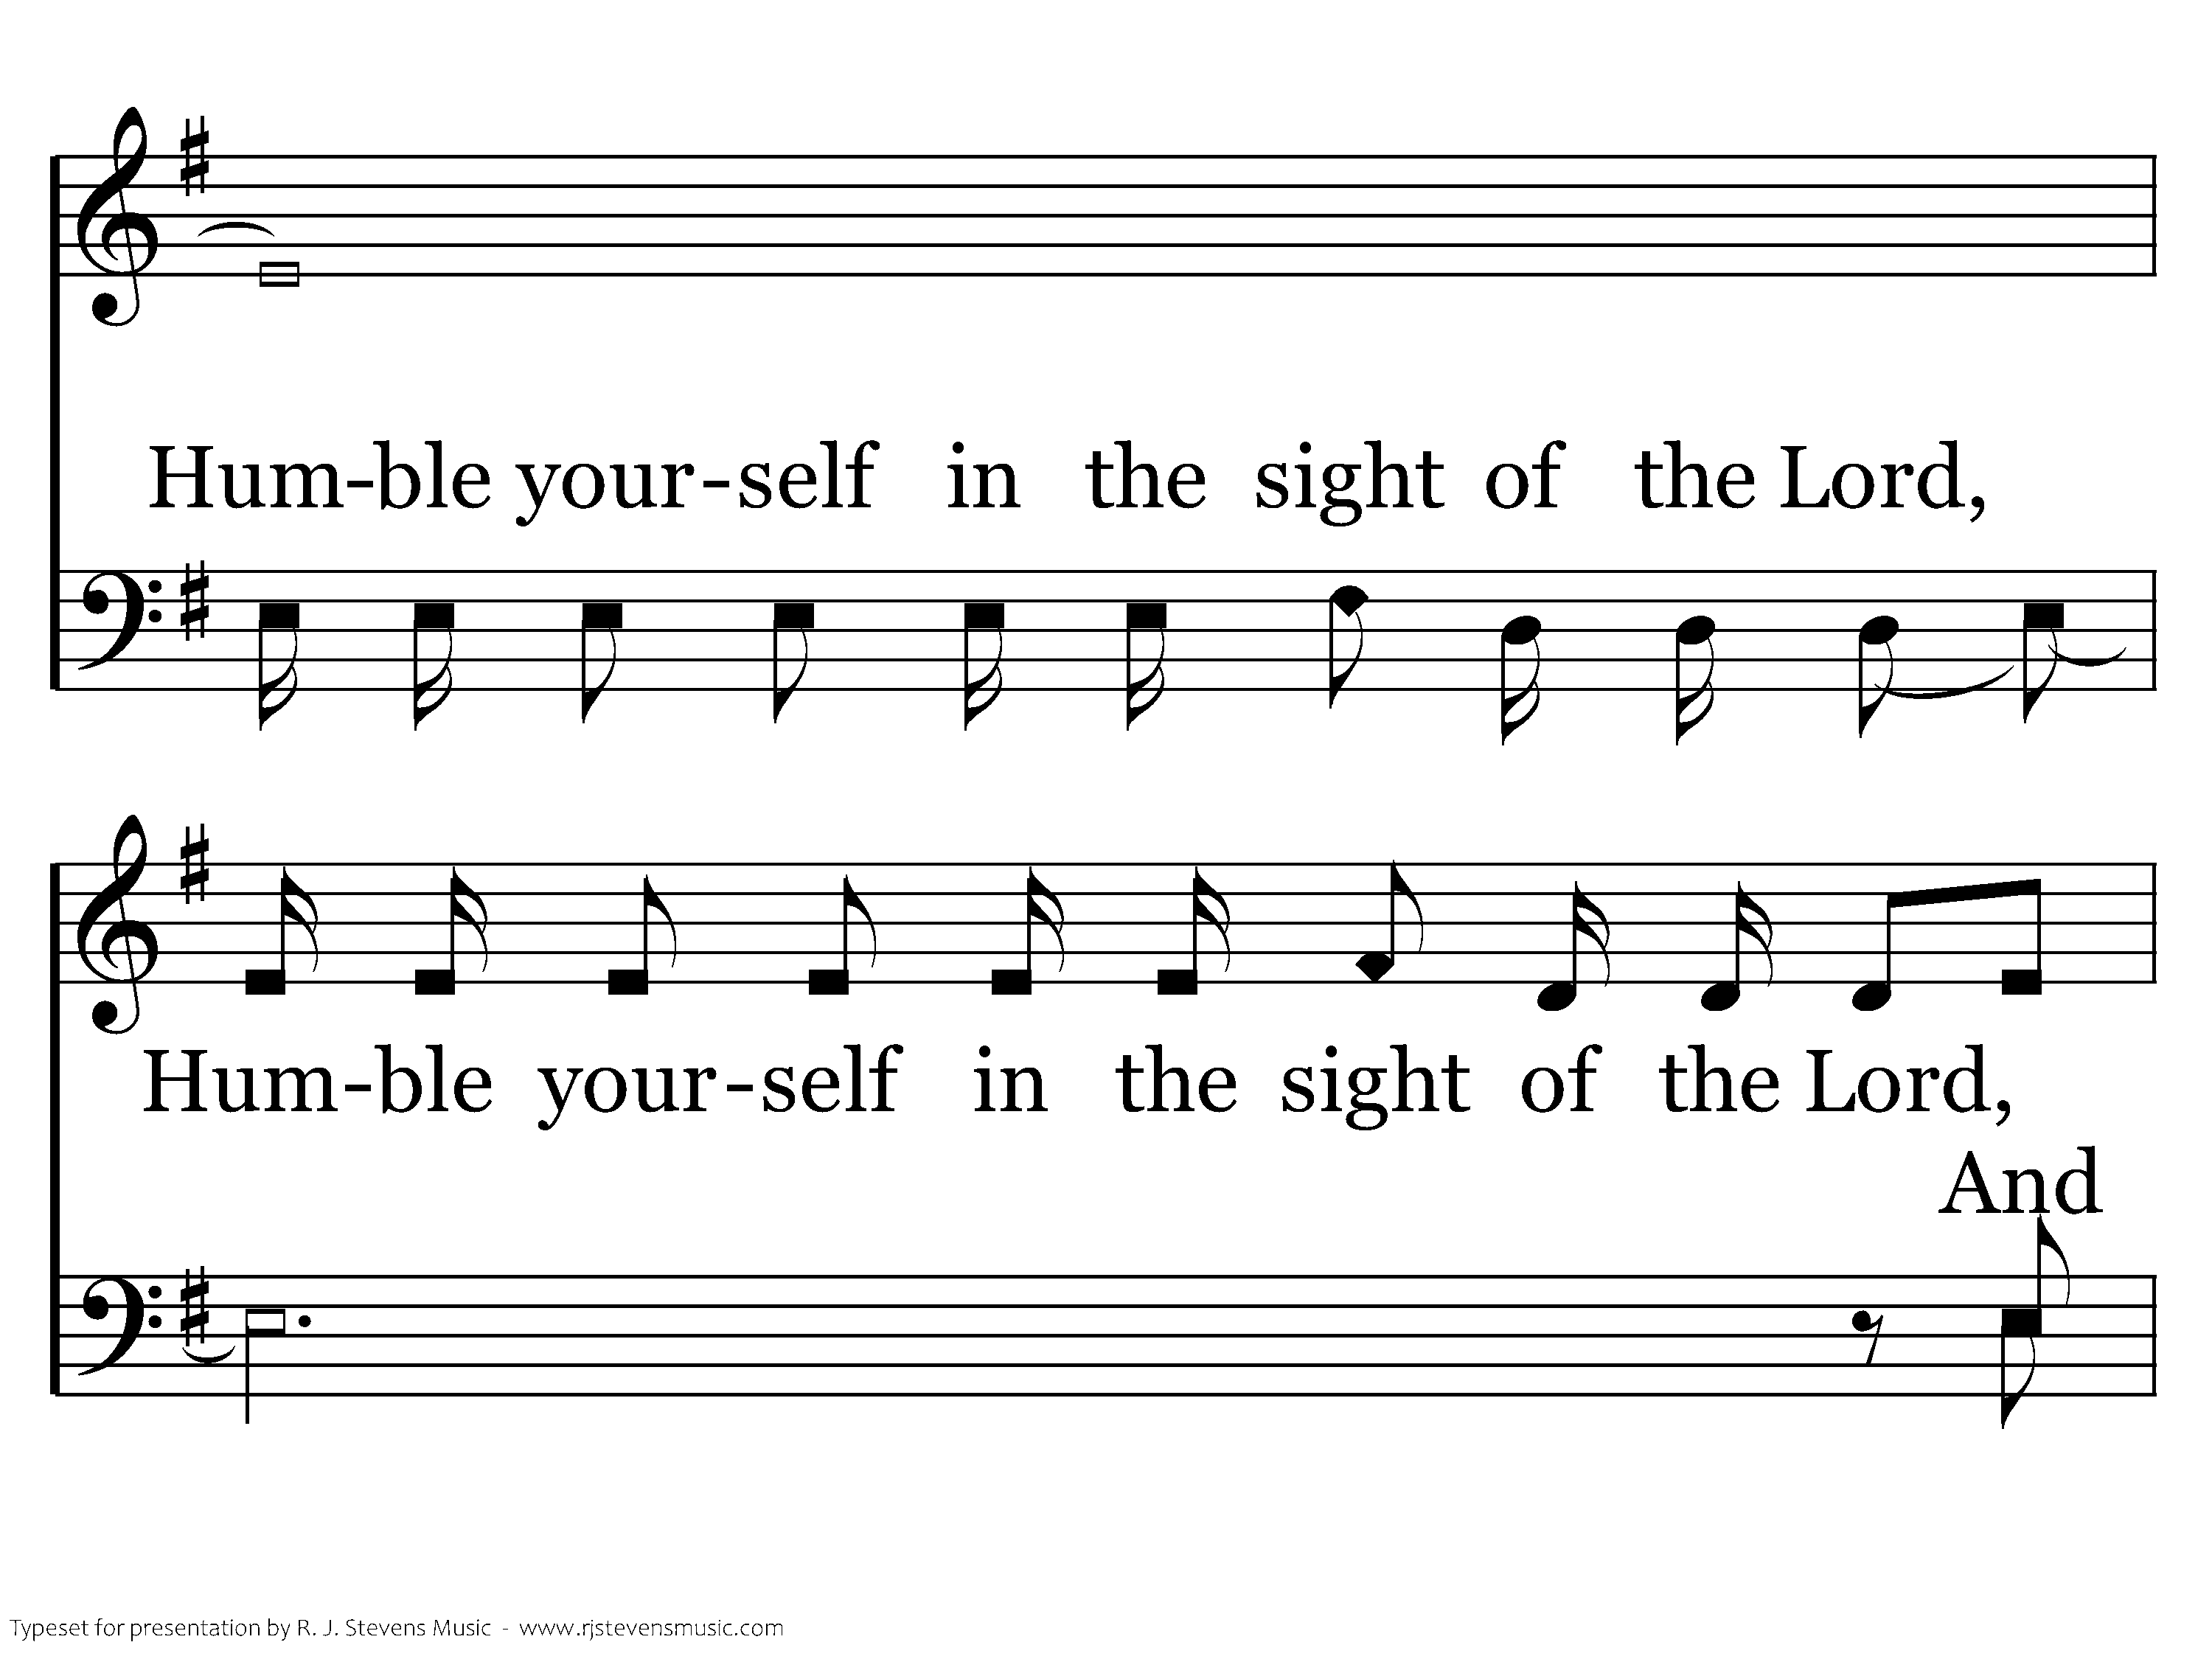 Hum-ble your-self in the sight of the Lord,
Hum-ble your-self in the sight of the Lord,
And
Typeset for presentation by R. J. Stevens Music - www.rjstevensmusic.com